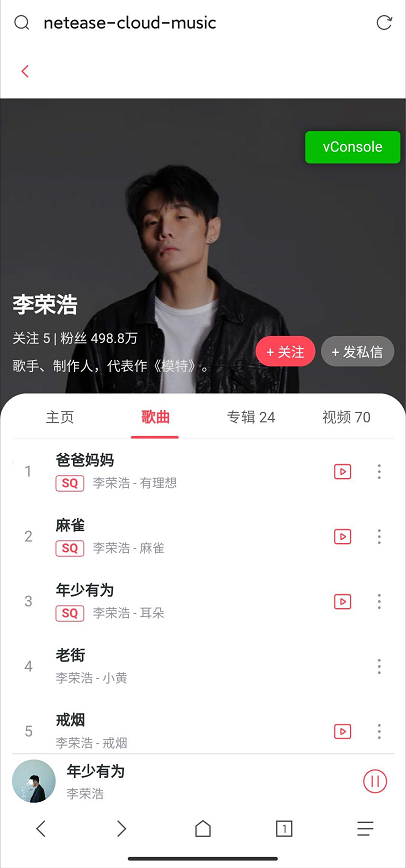 netease-cloud-music
vConsole
李荣浩
关注 5 | 粉丝 498.8万
歌手、制作人，代表作《模特》。
+ 关注
+ 发私信
主页 歌曲 专辑 24 视频 70
1 爸爸妈妈
SQ 李荣浩 - 有理想
2 麻雀
SQ 李荣浩 - 麻雀
3 年少有为
SQ 李荣浩 - 耳朵
4 老街
李荣浩 - 小黄
5 戒烟
李荣浩 - 戒烟
年少有为
李荣浩
1